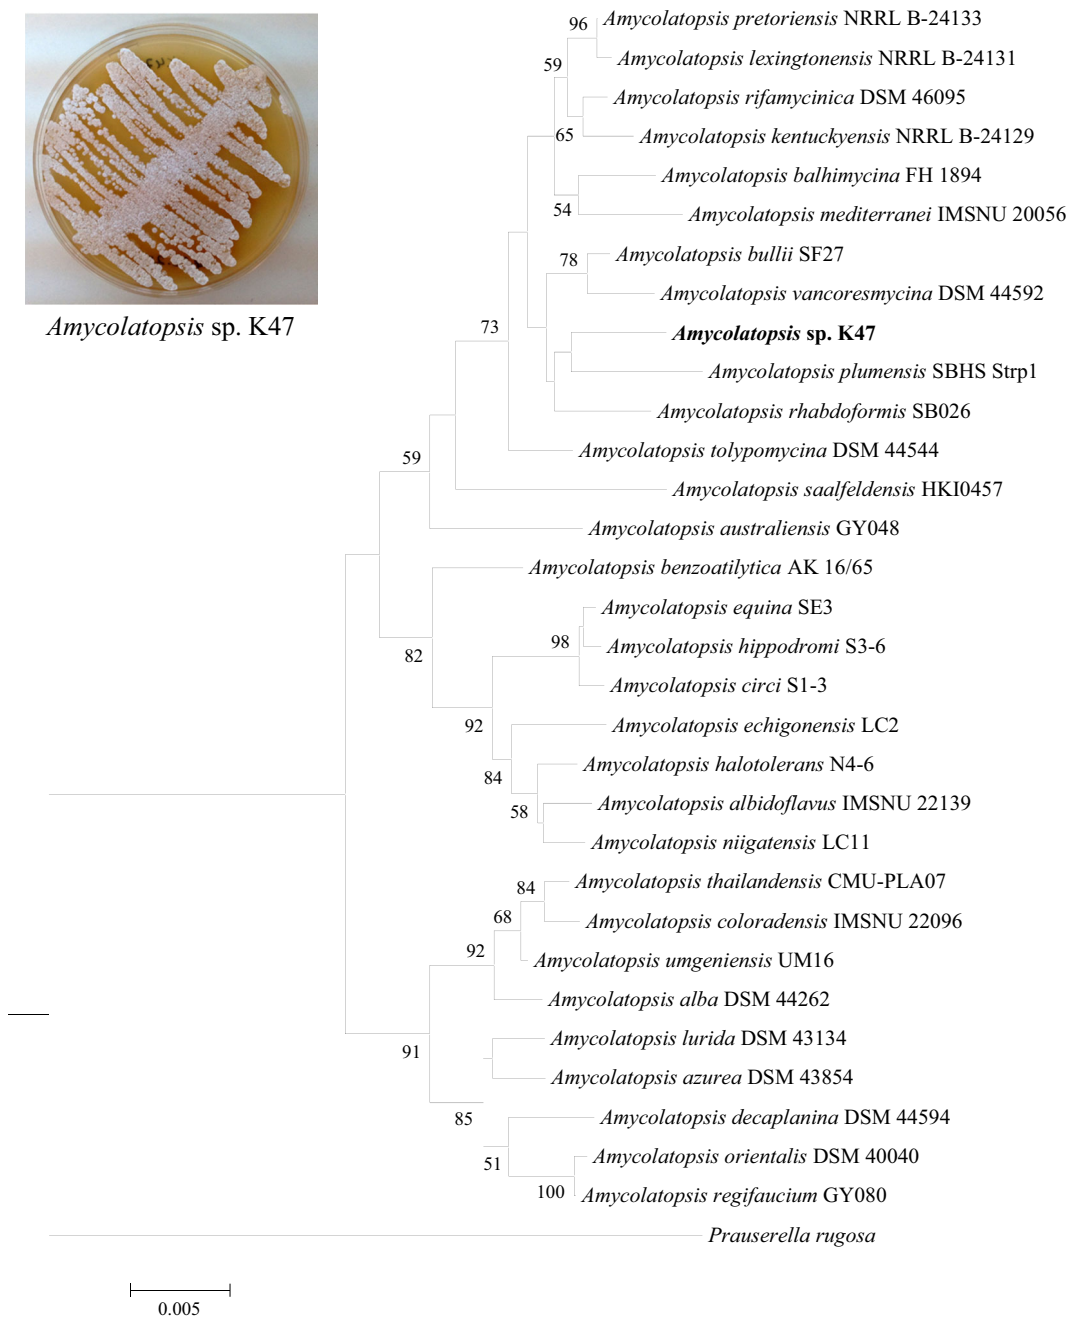 Amycolatopsis sp. K47
96
Amycolatopsis pretoriensis NRRL B-24133
59
Amycolatopsis lexingtonensis NRRL B-24131
Amycolatopsis rifamycinica DSM 46095
65
Amycolatopsis kentuckyensis NRRL B-24129
Amycolatopsis balhimycina FH 1894
54
Amycolatopsis mediterranei IMSNU 20056
78
Amycolatopsis bullii SF27
Amycolatopsis vancoresmycina DSM 44592
73
Amycolatopsis sp. K47
Amycolatopsis plumensis SBHS Strp1
Amycolatopsis rhabdoformis SB026
59
Amycolatopsis tolypomycina DSM 44544
Amycolatopsis saalfeldensis HKI0457
Amycolatopsis australiensis GY048
Amycolatopsis benzoatilytica AK 16/65
Amycolatopsis equina SE3
98
Amycolatopsis hippodromi S3-6
82
Amycolatopsis circi S1-3
92
Amycolatopsis echigonensis LC2
84
Amycolatopsis halotolerans N4-6
58
Amycolatopsis albidoflavus IMSNU 22139
Amycolatopsis niigatensis LC11
84
Amycolatopsis thailandensis CMU-PLA07
68
Amycolatopsis coloradensis IMSNU 22096
92
Amycolatopsis umgeniensis UM16
Amycolatopsis alba DSM 44262
91
Amycolatopsis lurida DSM 43134
Amycolatopsis azurea DSM 43854
85
Amycolatopsis decaplanina DSM 44594
51
Amycolatopsis orientalis DSM 40040
100
Amycolatopsis regifaucium GY080
Prauserella rugosa
0.005